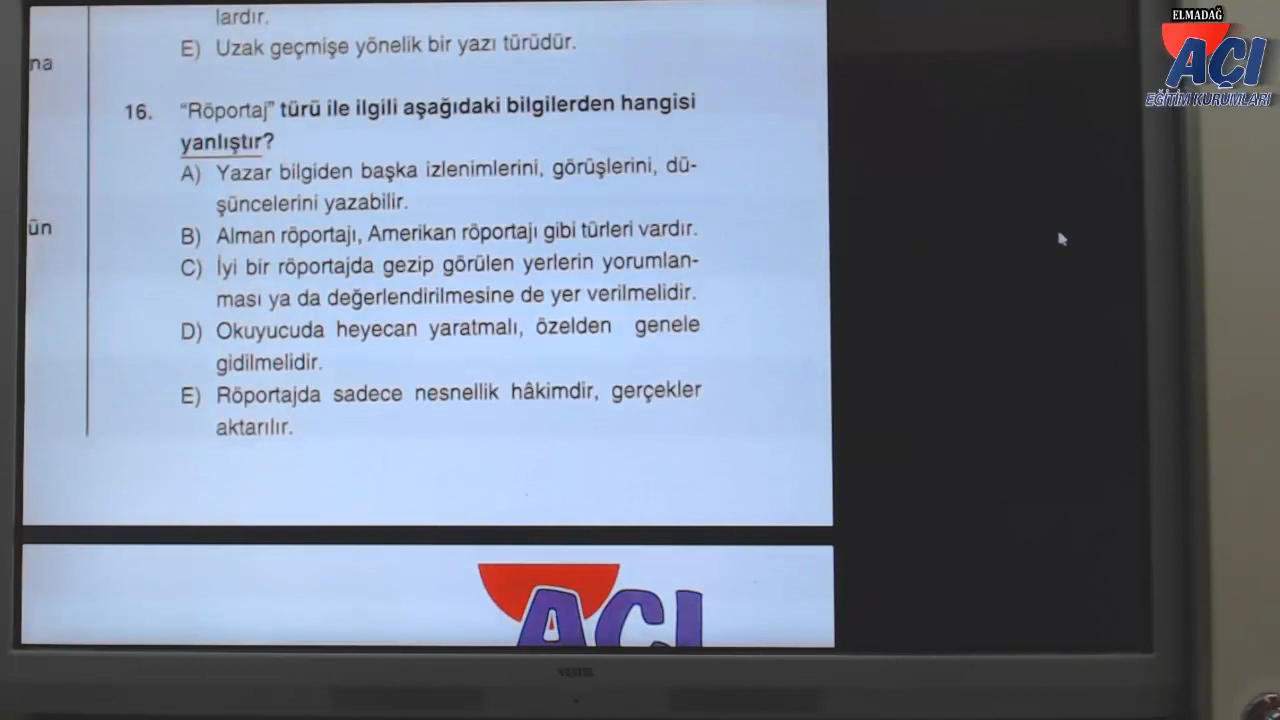 ELMADAĞ
AÇI
EĞİTİM KURUMLARI
lardır.
E) Uzak geçmişe yönelik bir yazı türüdür.
na
16. "Röportaj" türü ile ilgili aşağıdaki bilgilerden hangisi
yanlıştır?
A) Yazar bilgiden başka izlenimlerini, görüşlerini, dü-
şüncelerini yazabilir.
ün
B) Alman röportajı, Amerikan röportajı gibi türleri vardır.
C) İyi bir röportajda gezip görülen yerlerin yorumlan-
ması ya da değerlendirilmesine de yer verilmelidir.
D) Okuyucuda heyecan yaratmalı, özelden genele
gidilmelidir.
E) Röportajda sadece nesnellik hâkimdir, gerçekler
aktarılır.
AÇI
VESTEL